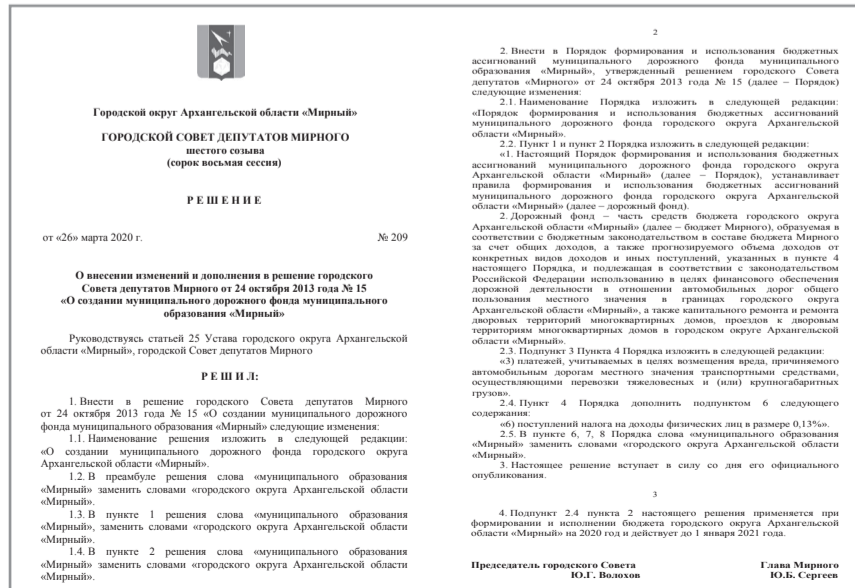 Городской округ Архангельской области «Мирный»
ГОРОДСКОЙ СОВЕТ ДЕПУТАТОВ МИРНОГО
шестого созыва
(сорок восьмая сессия)
Р Е Ш Е Н И Е
от «26» марта 2020 г. № 209
О внесении изменений и дополнения в решение городского
Совета депутатов Мирного от 24 октября 2013 года № 15
«О создании муниципального дорожного фонда муниципального
образования «Мирный»
Руководствуясь статьей 25 Устава городского округа Архангельской
области «Мирный», городской Совет депутатов Мирного
Р Е Ш И Л:
1. Внести в решение городского Совета депутатов Мирного
от 24 октября 2013 года № 15 «О создании муниципального дорожного
фонда муниципального образования «Мирный» следующие изменения:
1.1. Наименование решения изложить в следующей редакции:
«О создании муниципального дорожного фонда городского округа
Архангельской области «Мирный».
1.2. В преамбуле решения слова «муниципального образования
«Мирный» заменить словами «городского округа Архангельской области
«Мирный».
1.3. В пункте 1 решения слова «муниципального образования
«Мирный», заменить словами «городского округа Архангельской области
«Мирный».
1.4. В пункте 2 решения слова «муниципального образования
«Мирный» заменить словами «городского округа Архангельской области
«Мирный».
2
2. Внести в Порядок формирования и использования бюджетных
ассигнований муниципального дорожного фонда муниципального
образования «Мирный», утвержденный решением городского Совета
депутатов Мирного» от 24 октября 2013 года № 15 (далее – Порядок)
следующие изменения:
2.1. Наименование Порядка изложить в следующей редакции:
«Порядок формирования и использования бюджетных ассигнований
муниципального дорожного фонда городского округа Архангельской
области «Мирный».
2.2. Пункт 1 и пункт 2 Порядка изложить в следующей редакции:
«1. Настоящий Порядок формирования и использования бюджетных
ассигнований муниципального дорожного фонда городского округа
Архангельской области «Мирный» (далее – Порядок), устанавливает
правила формирования и использования бюджетных ассигнований
муниципального дорожного фонда городского округа Архангельской
области «Мирный» (далее – дорожный фонд).
2. Дорожный фонд – часть средств бюджета городского округа
Архангельской области «Мирный» (далее – бюджет Мирного), образуемая в
соответствии с бюджетным законодательством в составе бюджета Мирного
за счет общих доходов, а также прогнозируемого объема доходов от
конкретных видов доходов и иных поступлений, указанных в пункте 4
настоящего Порядка, и подлежащая в соответствии с законодательством
Российской Федерации использованию в целях финансового обеспечения
дорожной деятельности в отношении автомобильных дорог общего
пользования местного значения в границах городского округа
Архангельской области «Мирный», а также капитального ремонта и ремонта
дворовых территорий многоквартирных домов, проездов к дворовым
территориям многоквартирных домов в городском округе Архангельской
области «Мирный».
2.3. Подпункт 3 Пункта 4 Порядка изложить в следующей редакции:
«3) платежей, учитываемых в целях возмещения вреда, причиняемого
автомобильным дорогам местного значения транспортными средствами,
осуществляющими перевозки тяжеловесных и (или) крупногабаритных
грузов».
2.4. Пункт 4 Порядка дополнить подпунктом 6 следующего
содержания:
«6) поступлений налога на доходы физических лиц в размере 0,13%».
2.5. В пункте 6, 7, 8 Порядка слова «муниципального образования
«Мирный» заменить словами «городского округа Архангельской области
«Мирный».
3. Настоящее решение вступает в силу со дня его официального
опубликования.
3
4. Подпункт 2.4 пункта 2 настоящего решения применяется при
формировании и исполнении бюджета городского округа Архангельской
области «Мирный» на 2020 год и действует до 1 января 2021 года.
Председатель городского Совета Глава Мирного
Ю.Г. Волохов Ю.Б. Сергеев